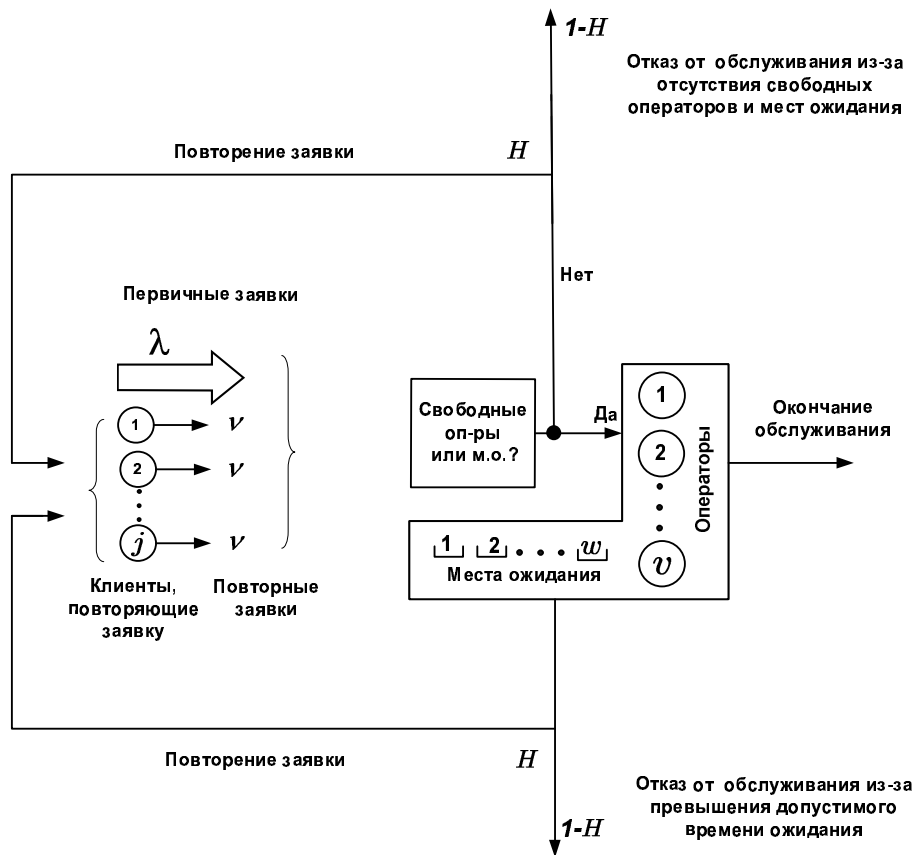 1-H
Отказ от обслуживания из-за
отсутствия свободных
операторов и мест ожидания
Повторение заявки
H
Нет
Первичные заявки
λ
1
ν
2
ν
j
ν
Клиенты,
повторяющие
заявку
Повторные
заявки
Свободные
оп-ры
или м.о.?
Да
1
2
υ
Операторы
Окончание
обслуживания
1 2 w
Места ожидания
Повторение заявки
H
1-H
Отказ от обслуживания из-за
превышения допустимого
времени ожидания